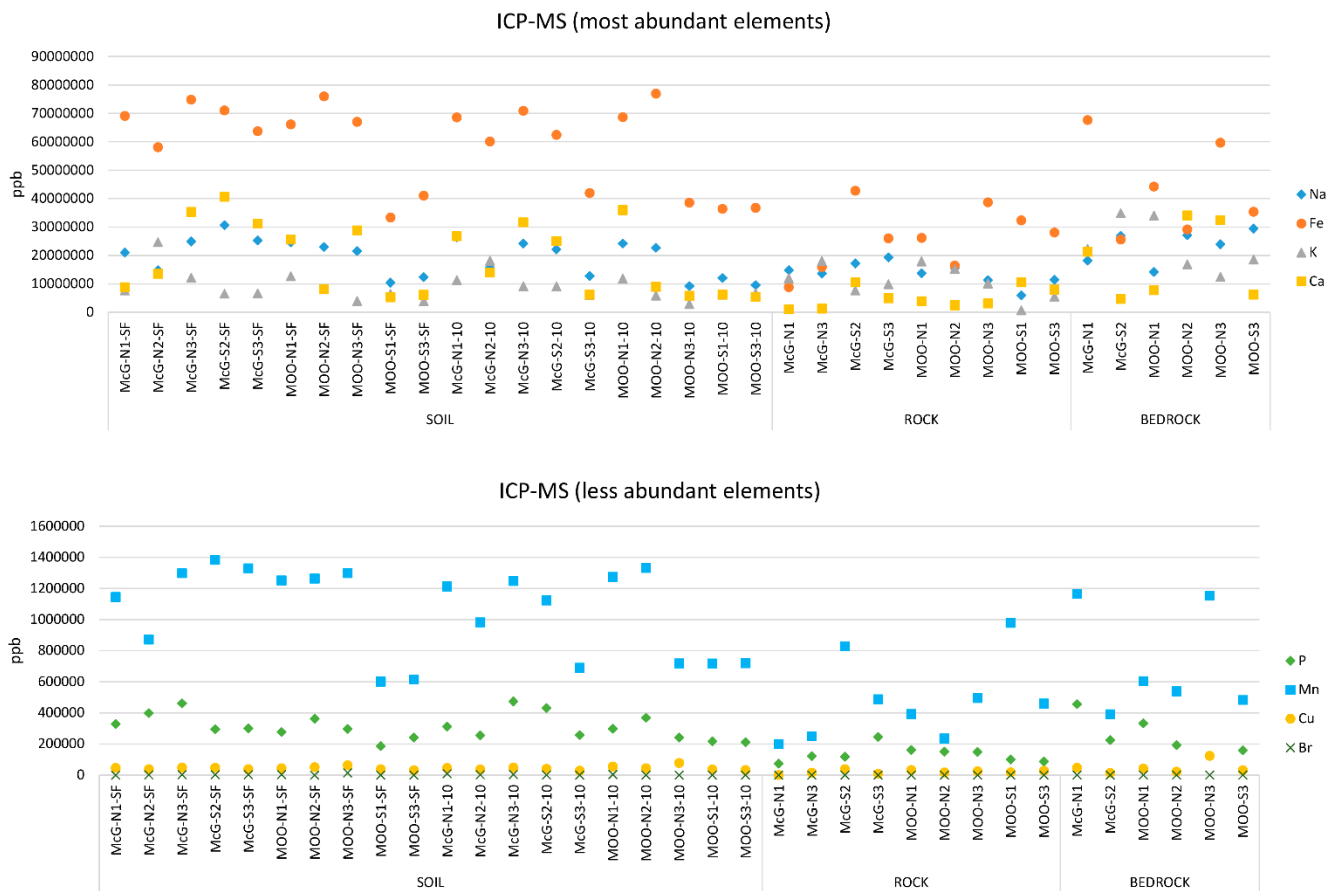 ICP-MS (most abundant elements)
90000000
80000000
70000000
60000000
50000000
40000000
30000000
20000000
10000000
0
ppb
Na
Fe
K
Ca
McG-N1-SF
McG-N2-SF
McG-N3-SF
McG-S2-SF
McG-S3-SF
MOO-N1-SF
MOO-N2-SF
MOO-N3-SF
MOO-S1-SF
MOO-S3-SF
McG-N1-10
McG-N2-10
McG-N3-10
McG-S2-10
McG-S3-10
MOO-N1-10
MOO-N2-10
MOO-N3-10
MOO-S1-10
MOO-S3-10
McG-N1
McG-N3
McG-S2
McG-S3
MOO-N1
MOO-N2
MOO-N3
MOO-S1
MOO-S3
McG-N1
McG-S2
MOO-N1
MOO-N2
MOO-N3
MOO-S3
SOIL
ROCK
BEDROCK
ICP-MS (less abundant elements)
1600000
1400000
1200000
1000000
800000
600000
400000
200000
0
ppb
P
Mn
Cu
Br
McG-N1-SF
McG-N2-SF
McG-N3-SF
McG-S2-SF
McG-S3-SF
MOO-N1-SF
MOO-N2-SF
MOO-N3-SF
MOO-S1-SF
MOO-S3-SF
McG-N1-10
McG-N2-10
McG-N3-10
McG-S2-10
McG-S3-10
MOO-N1-10
MOO-N2-10
MOO-N3-10
MOO-S1-10
MOO-S3-10
McG-N1
McG-N3
McG-S2
McG-S3
MOO-N1
MOO-N2
MOO-N3
MOO-S1
MOO-S3
McG-N1
McG-S2
MOO-N1
MOO-N2
MOO-N3
MOO-S3
SOIL
ROCK
BEDROCK